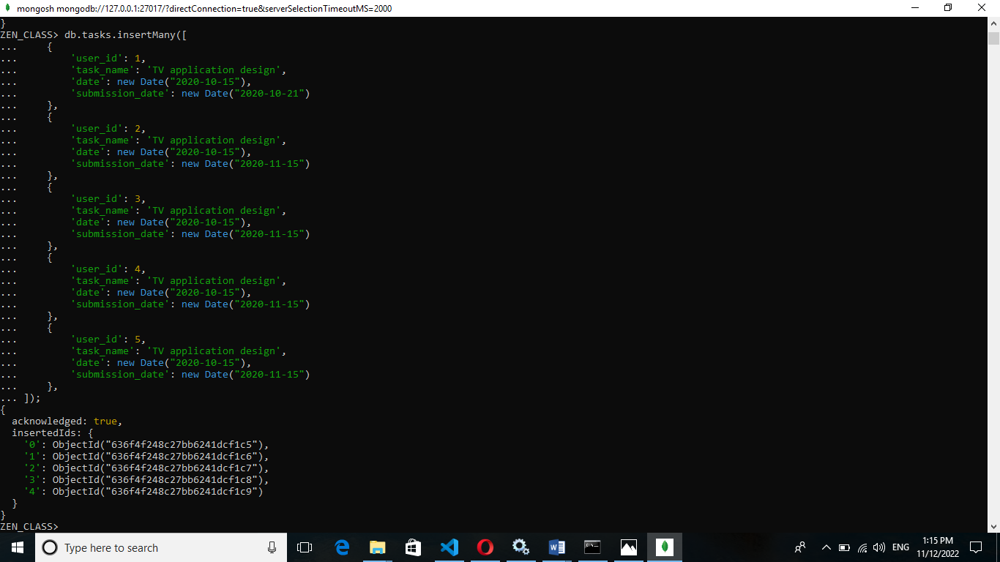 mongosh mongodb://127.0.0.1:27017/?directConnection=true&serverSelectionTimeoutMS=2000
}
ZEN_CLASS> db.tasks.insertMany([
...     {
...         'user_id': 1,
...         'task_name': 'TV application design',
...         'date': new Date("2020-10-15"),
...         'submission_date': new Date("2020-10-21")
...     },
...     {
...         'user_id': 2,
...         'task_name': 'TV application design',
...         'date': new Date("2020-10-15"),
...         'submission_date': new Date("2020-11-15")
...     },
...     {
...         'user_id': 3,
...         'task_name': 'TV application design',
...         'date': new Date("2020-10-15"),
...         'submission_date': new Date("2020-11-15")
...     },
...     {
...         'user_id': 4,
...         'task_name': 'TV application design',
...         'date': new Date("2020-10-15"),
...         'submission_date': new Date("2020-11-15")
...     },
...     {
...         'user_id': 5,
...         'task_name': 'TV application design',
...         'date': new Date("2020-10-15"),
...         'submission_date': new Date("2020-11-15")
...     },
... ]);
{
  acknowledged: true,
  insertedIds: {
    '0': ObjectId("636f4f248c27bb6241dcf1c5"),
    '1': ObjectId("636f4f248c27bb6241dcf1c6"),
    '2': ObjectId("636f4f248c27bb6241dcf1c7"),
    '3': ObjectId("636f4f248c27bb6241dcf1c8"),
    '4': ObjectId("636f4f248c27bb6241dcf1c9")
  }
}
ZEN_CLASS>
Type here to search
ENG
1:15 PM
11/12/2022